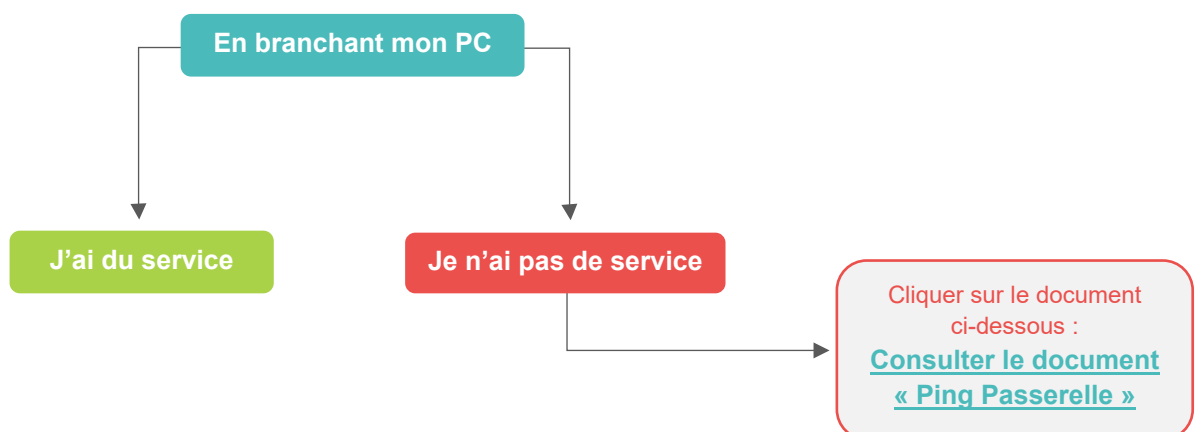 En branchant mon PC
J'ai du service
Je n'ai pas de service
Cliquer sur le document
ci-dessous :
Consulter le document
« Ping Passerelle »